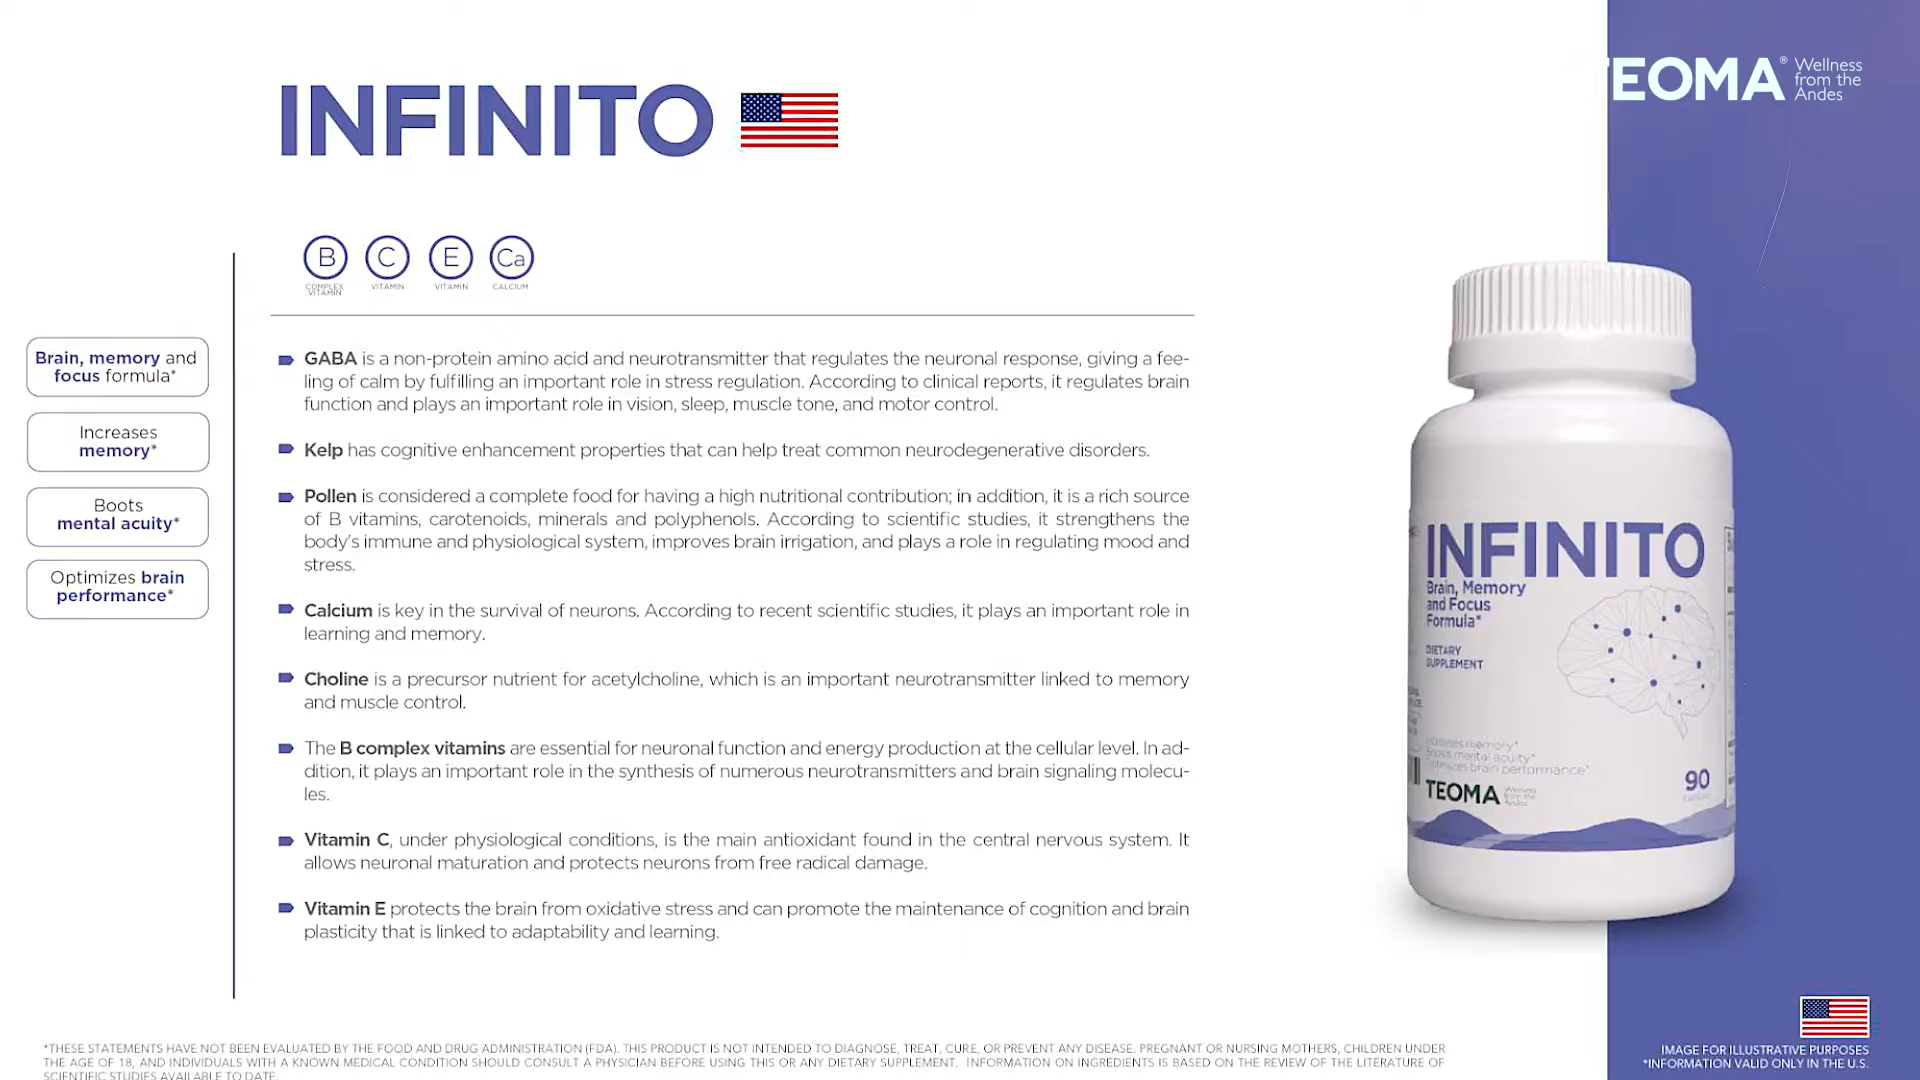 INFINITO
TEOMA® Wellness
from the
Andes
B C E Ca
COMPLEX
VITAMIN
VITAMIN
VITAMIN
CALCIUM
Brain, memory and
focus formula*
Increases
memory*
Boots
mental acuity*
Optimizes brain
performance*
GABA is a non-protein amino acid and neurotransmitter that regulates the neuronal response, giving a fee-
ling of calm by fulfilling an important role in stress regulation. According to clinical reports, it regulates brain
function and plays an important role in vision, sleep, muscle tone, and motor control.
Kelp has cognitive enhancement properties that can help treat common neurodegenerative disorders.
Pollen is considered a complete food for having a high nutritional contribution; in addition, it is a rich source
of B vitamins, carotenoids, minerals and polyphenols. According to scientific studies, it strengthens the
body's immune and physiological system, improves brain irrigation, and plays a role in regulating mood and
stress.
Calcium is key in the survival of neurons. According to recent scientific studies, it plays an important role in
learning and memory.
Choline is a precursor nutrient for acetylcholine, which is an important neurotransmitter linked to memory
and muscle control.
The B complex vitamins are essential for neuronal function and energy production at the cellular level. In ad-
dition, it plays an important role in the synthesis of numerous neurotransmitters and brain signaling molecu-
les.
Vitamin C, under physiological conditions, is the main antioxidant found in the central nervous system. It
allows neuronal maturation and protects neurons from free radical damage.
Vitamin E protects the brain from oxidative stress and can promote the maintenance of cognition and brain
plasticity that is linked to adaptability and learning.
INFINITO
Brain, Memory
and Focus
Formula*
DIETARY
SUPPLEMENT
Increases memory*
Boosts mental acuity*
Optimizes brain performance*
TEOMA Wellness
from the
Andes
90
*THESE STATEMENTS HAVE NOT BEEN EVALUATED BY THE FOOD AND DRUG ADMINISTRATION (FDA). THIS PRODUCT IS NOT INTENDED TO DIAGNOSE, TREAT, CURE, OR PREVENT ANY DISEASE. PREGNANT OR NURSING MOTHERS, CHILDREN UNDER
THE AGE OF 18, AND INDIVIDUALS WITH A KNOWN MEDICAL CONDITION SHOULD CONSULT A PHYSICIAN BEFORE USING THIS OR ANY DIETARY SUPPLEMENT. INFORMATION ON INGREDIENTS IS BASED ON THE REVIEW OF THE LITERATURE OF
SCIENTIFIC STUDIES AVAILABLE TO DATE.
IMAGE FOR ILLUSTRATIVE PURPOSES
*INFORMATION VALID ONLY IN THE U.S.